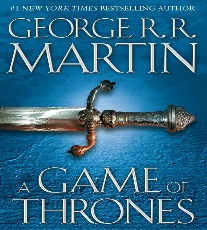 #1 NEW YORK TIMES BESTSELLING AUTHOR
GEORGE R. R.
MARTIN
A GAME OF
THRONES